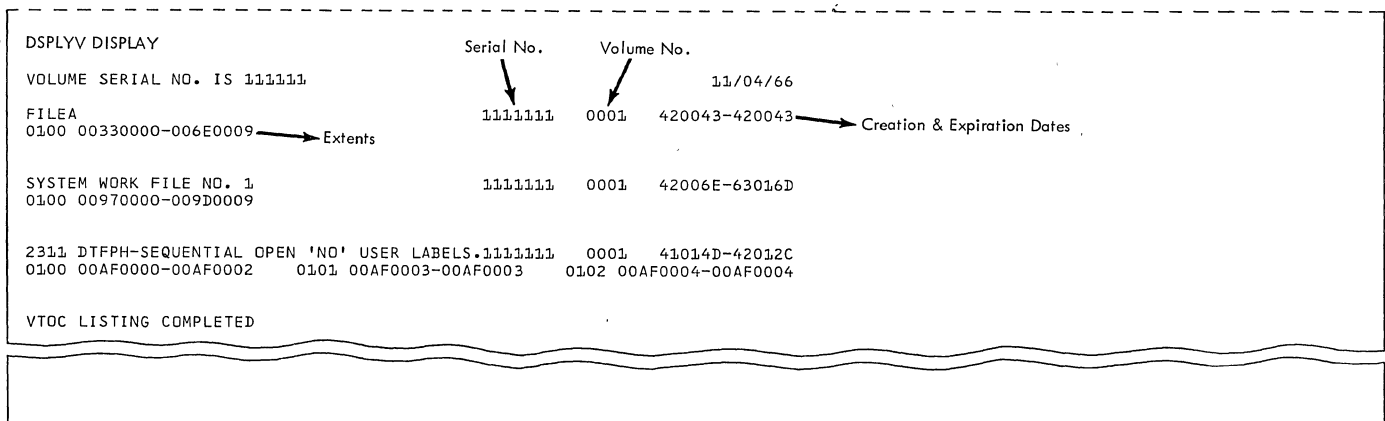 DSPLYV DISPLAY
Serial No. Volume No.
VOLUME SERIAL NO. IS 111111 11/04/66
FILEA 1111111 0001 420043-420043 Creation & Expiration Dates
0100 00330000-006E0009 Extents
SYSTEM WORK FILE NO. 1 1111111 0001 42006E-63016D
0100 00970000-009D0009
2311 DTFPH-SEQUENTIAL OPEN 'NO' USER LABELS.1111111 0001 41014D-42012C
0100 00AF0000-00AF0002 0101 00AF0003-00AF0003 0102 00AF0004-00AF0004
VTOC LISTING COMPLETED